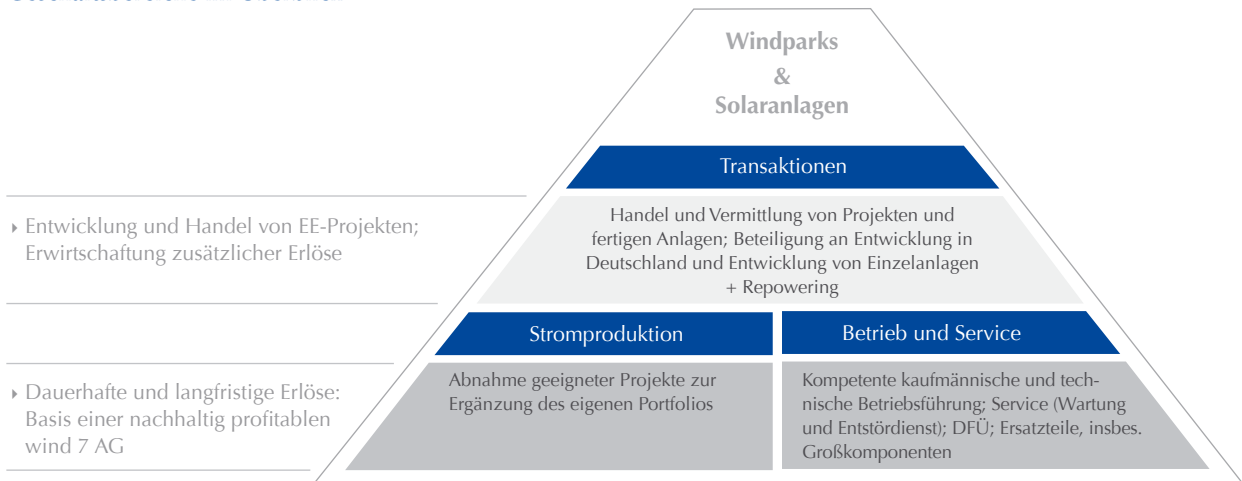 Windparks
&
Solaranlagen
Transaktionen
‣ Entwicklung und Handel von EE-Projekten;
Erwirtschaftung zusätzlicher Erlöse
Handel und Vermittlung von Projekten und
fertigen Anlagen; Beteiligung an Entwicklung in
Deutschland und Entwicklung von Einzelanlagen
+ Repowering
Stromproduktion
Betrieb und Service
‣ Dauerhafte und langfristige Erlöse:
Basis einer nachhaltig profitablen
wind 7 AG
Abnahme geeigneter Projekte zur
Ergänzung des eigenen Portfolios
Kompetente kaufmännische und tech-
nische Betriebsführung; Service (Wartung
und Entstördienst); DFÜ; Ersatzteile, insbes.
Großkomponenten